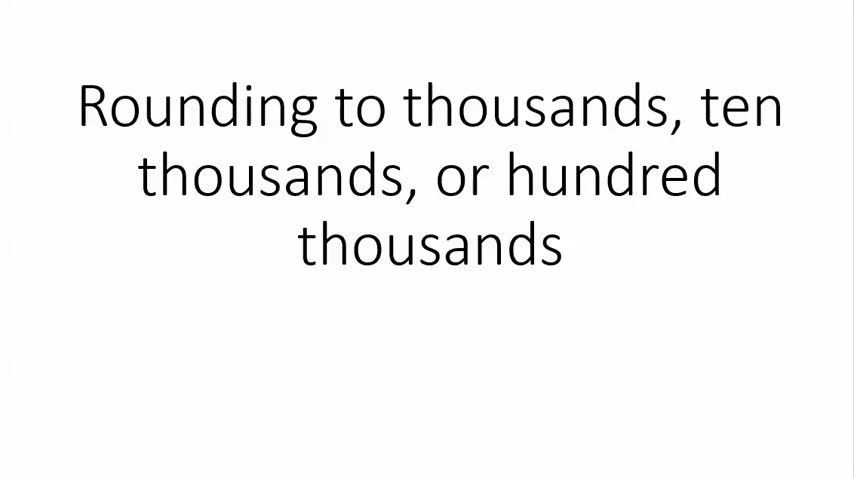 Rounding to thousands, ten
thousands, or hundred
thousands